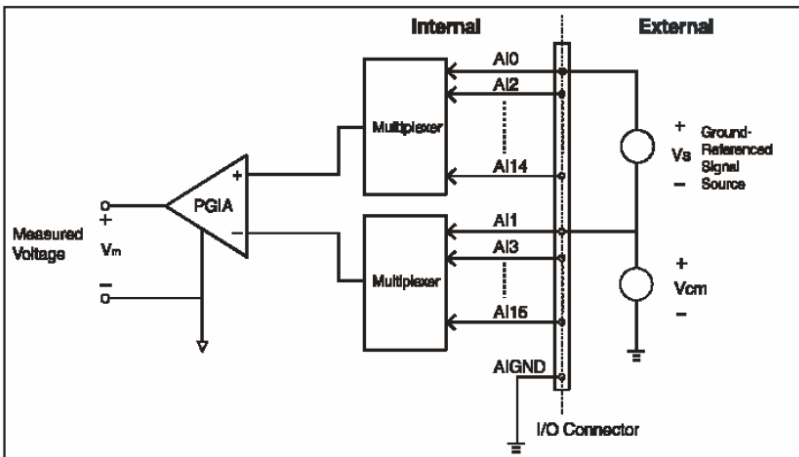 Internal
External
AI0
AI2
AI14
Multiplexer
AI1
AI3
AI15
Multiplexer
AIGND
I/O Connector
+
PGIA
−
Measured
Voltage
+
Vm
−
+
Vs
−
Ground-
Referenced
Signal
Source
+
Vcm
−